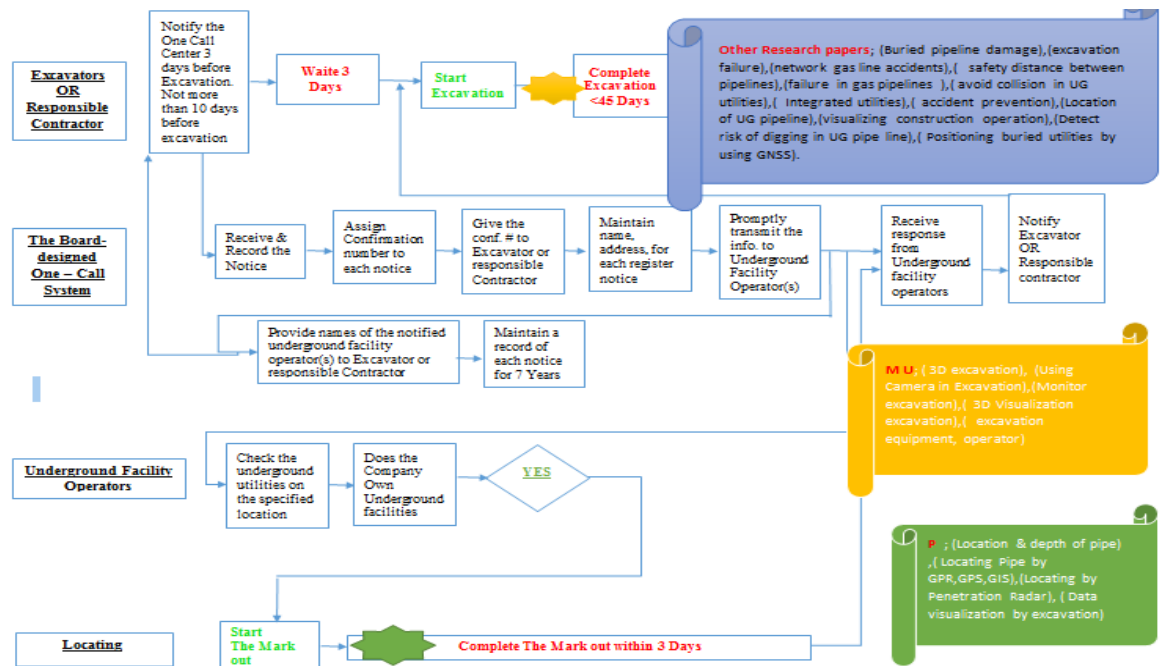 Notify the
One Call
Center 3
days before
Excavation.
Not more
than 10 days
before
excavation
Excavators
OR
Responsible
Contractor
Waite 3
Days
Start
Excavation
Complete
Excavation
<45 Days
Other Research papers; (Buried pipeline damage),(excavation
failure),(network gas line accidents),( safety distance between
pipelines),(failure in gas pipelines ),( avoid collision in UG
utilities),( Integrated utilities),( accident prevention),(Location
of UG pipeline),(visualizing construction operation),(Detect
risk of digging in UG pipe line),( Positioning buried utilities by
using GNSS).
The Board-
designed
One – Call
System
Receive &
Record the
Notice
Assign
Confirmation
number to
each notice
Give the
conf. # to
Excavator or
responsible
Contractor
Maintain
name,
address, for
each register
notice
Promptly
transmit the
info. to
Underground
Facility
Operator(s)
Receive
response
from
Underground
facility
operators
Notify
Excavator
OR
Responsible
contractor
Provide names of the notified
underground facility
operator(s) to Excavator or
responsible Contractor
Maintain a
record of
each notice
for 7 Years
M U; ( 3D excavation), (Using
Camera in Excavation),(Monitor
excavation),( 3D Visualization
excavation),( excavation
equipment, operator)
Underground Facility
Operators
Check the
underground
utilities on
the specified
location
Does the
Company
Own
Underground
facilities
YES
P ; (Location & depth of pipe)
,( Locating Pipe by
GPR,GPS,GIS),(Locating by
Penetration Radar), ( Data
visualization by excavation)
Locating
Start
The Mark
out
Complete The Mark out within 3 Days